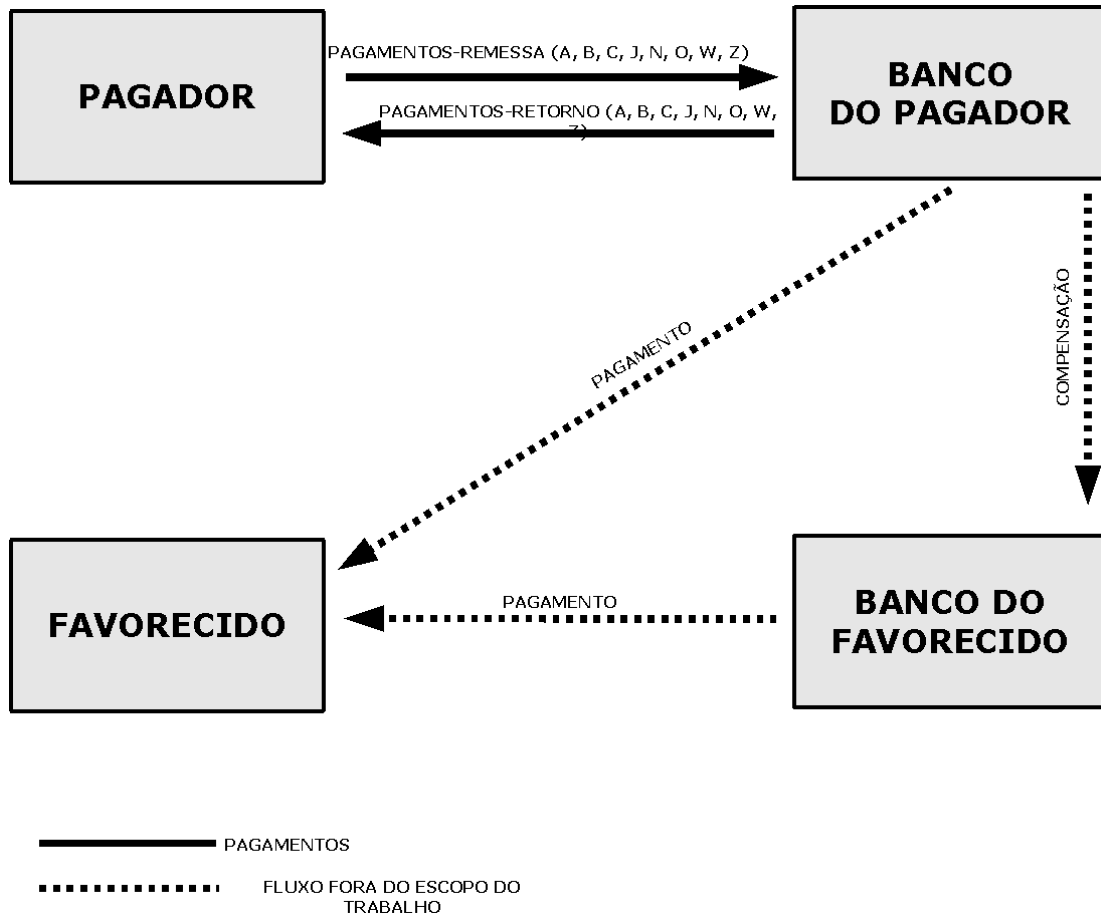 PAGADOR
PAGAMENTOS-REMESSA (A, B, C, J, N, O, W, Z)
PAGAMENTOS-RETORNO (A, B, C, J, N, O, W,
Z)
BANCO
DO PAGADOR
PAGAMENTO
COMPENSAÇÃO
FAVORECIDO
PAGAMENTO
BANCO DO
FAVORECIDO
PAGAMENTOS
FLUXO FORA DO ESCOPO DO
TRABALHO